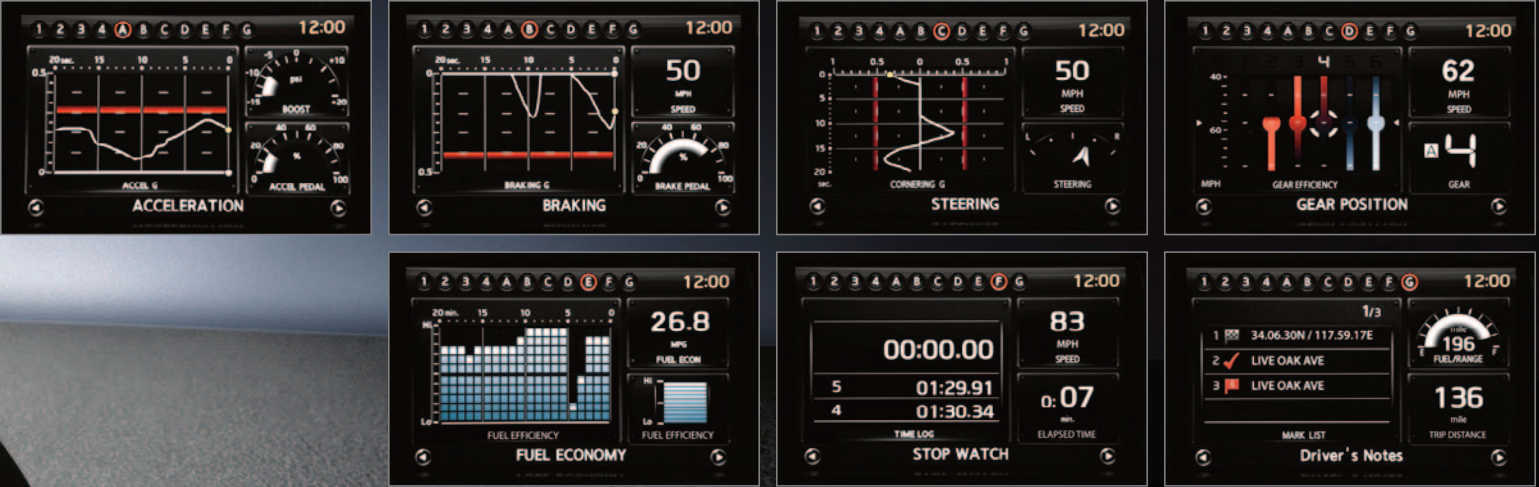 1 2 3 4 A B C D E F G 12:00
20 sec. 15 10 5 0
0.5
0
ACCEL G
-5 0
-10 +10
psi
-15 +20
BOOST
40 60
20 80
%
0 100
ACCEL PEDAL
ACCELERATION
1 2 3 4 A B C D E F G 12:00
20 sec. 15 10 5 0
0
0.5
BRAKING G
50
MPH
SPEED
40 60
20 80
%
0 100
BRAKE PEDAL
BRAKING
1 2 3 4 A B C D E F G 12:00
1 0.5 0 0.5 1
0
5
10
15
20
sec.
CORNERING G
50
MPH
SPEED
L I R
STEERING
STEERING
1 2 3 4 A B C D E F G 12:00
2 3 4 5 6
40
60
MPH
GEAR EFFICIENCY
62
MPH
SPEED
A 4
GEAR
GEAR POSITION
1 2 3 4 A B C D E F G 12:00
20 min. 15 10 5 0
Hi
Lo
FUEL EFFICIENCY
26.8
MPG
FUEL ECON
Hi
Lo
FUEL EFFICIENCY
FUEL ECONOMY
1 2 3 4 A B C D E F G 12:00
00:00.00
5 01:29.91
4 01:30.34
TIME LOG
83
MPH
SPEED
0: 07
min.
ELAPSED TIME
STOP WATCH
1 2 3 4 A B C D E F G 12:00
1/3
1 34.06.30N / 117.59.17E
2 LIVE OAK AVE
3 LIVE OAK AVE
MARK LIST
mile
196
E F
FUEL/RANGE
136
mile
TRIP DISTANCE
Driver's Notes